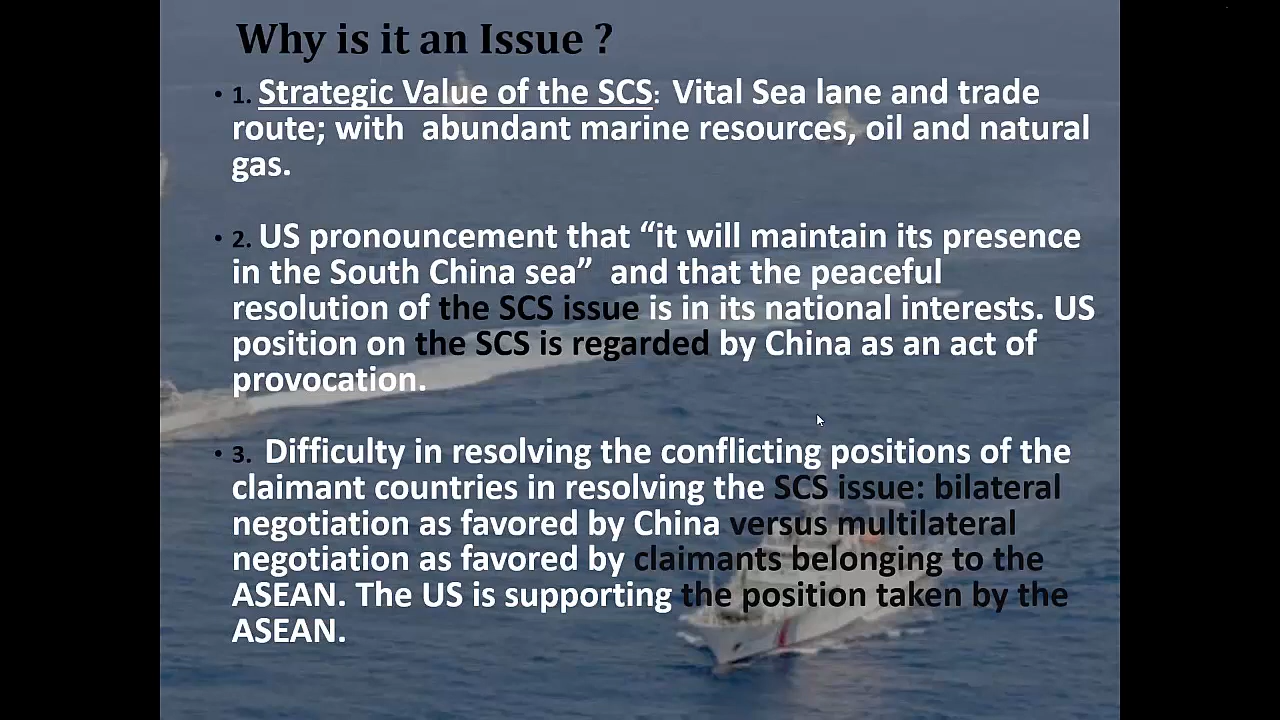 Why is it an Issue ?
• 1. Strategic Value of the SCS: Vital Sea lane and trade
route; with abundant marine resources, oil and natural
gas.
• 2. US pronouncement that “it will maintain its presence
in the South China sea” and that the peaceful
resolution of the SCS issue is in its national interests. US
position on the SCS is regarded by China as an act of
provocation.
• 3. Difficulty in resolving the conflicting positions of the
claimant countries in resolving the SCS issue: bilateral
negotiation as favored by China versus multilateral
negotiation as favored by claimants belonging to the
ASEAN. The US is supporting the position taken by the
ASEAN.